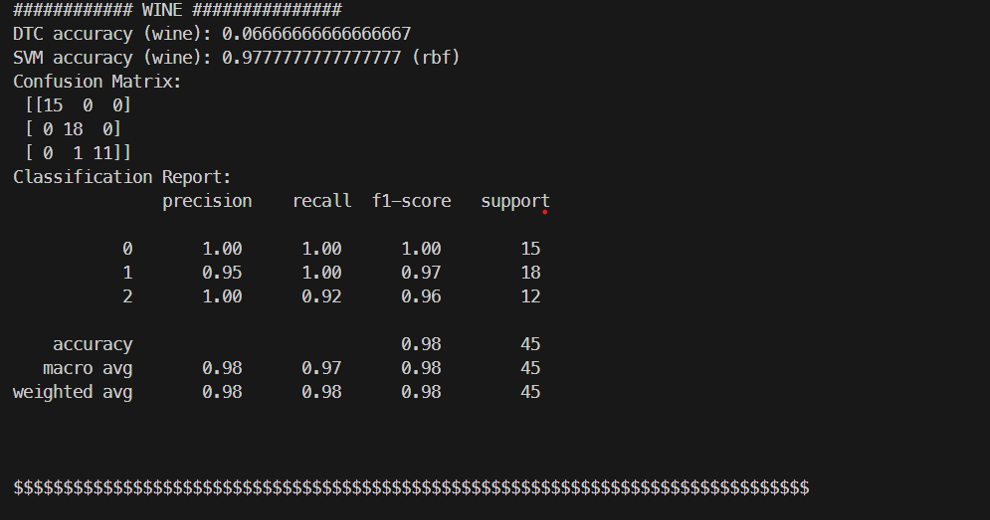 ############ WINE ###############
DTC accuracy (wine): 0.06666666666666667
SVM accuracy (wine): 0.9777777777777777 (rbf)
Confusion Matrix:
 [[15  0  0]
 [ 0 18  0]
 [ 0  1 11]]
Classification Report:
               precision    recall  f1-score   support

           0       1.00      1.00      1.00        15
           1       0.95      1.00      0.97        18
           2       1.00      0.92      0.96        12

    accuracy                           0.98        45
   macro avg       0.98      0.97      0.98        45
weighted avg       0.98      0.98      0.98        45

$$$$$$$$$$$$$$$$$$$$$$$$$$$$$$$$$$$$$$$$$$$$$$$$$$$$$$$$$$$$$$$$$$$$$$$$$$$$$$$$